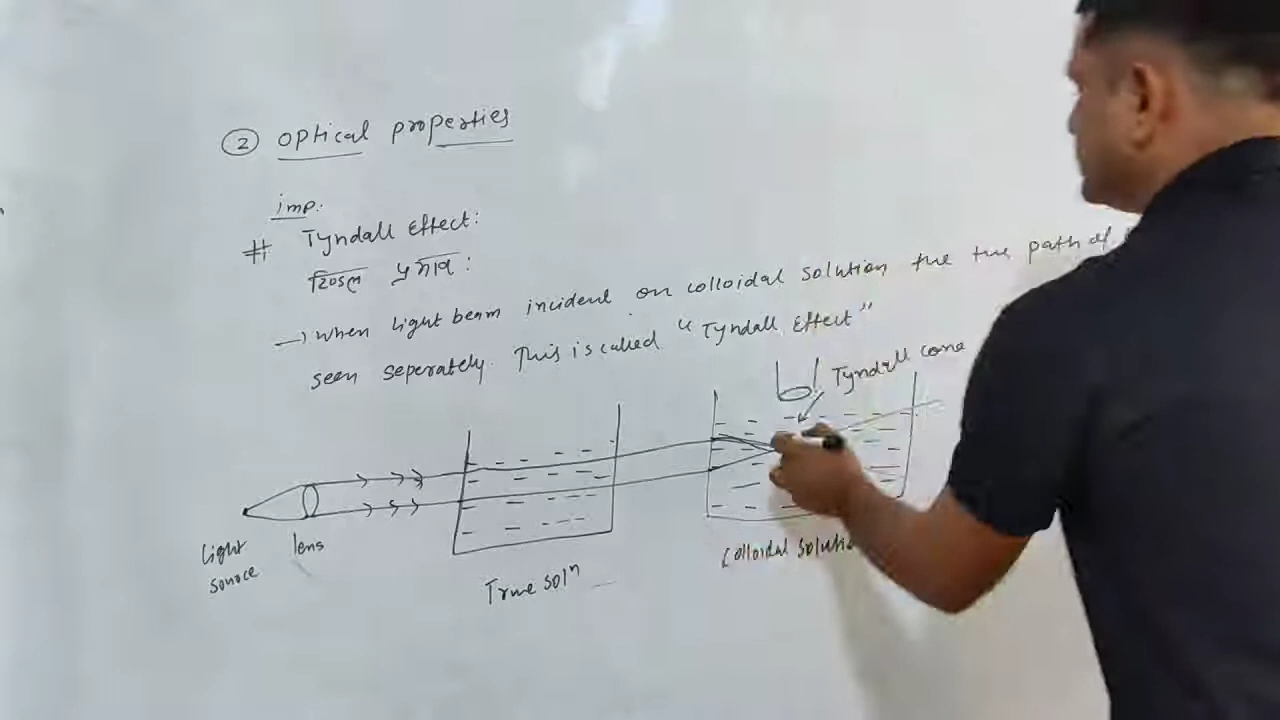 ② optical properties
imp.
# Tyndall Effect:
टिंडल प्रभाव :
→ When light beam incident on colloidal solution the the path of
seen seperately. This is called "Tyndall Effect"
Tyndall cone
light
source
lens
True solⁿ
Colloidal solutio